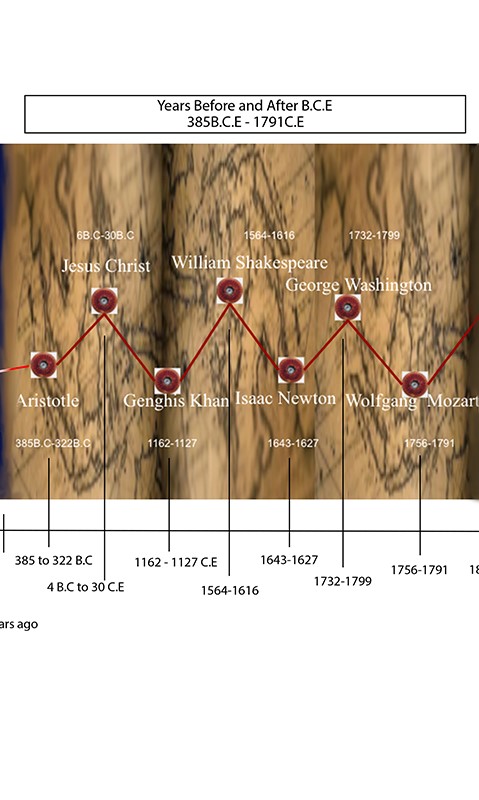 Years Before and After B.C.E
385B.C.E - 1791C.E
6B.C-30B.C
1564-1616
1732-1799
Jesus Christ
William Shakespeare
George Washington
Aristotle
Genghis Khan
Isaac Newton
Wolfgang Mozart
385B.C-322B.C
1162-1127
1643-1627
1756-1791
385 to 322 B.C
1162 - 1127 C.E
1643-1627
1756-1791
18
4 B.C to 30 C.E
1564-1616
1732-1799
ars ago